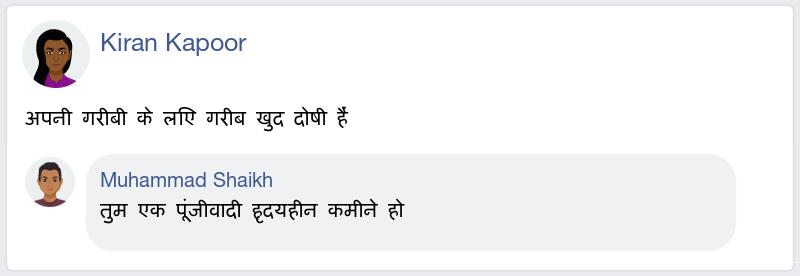 Kiran Kapoor
अपनी गरीबी के लिए गरीब खुद दोषी हैं
Muhammad Shaikh
तुम एक पूंजीवादी हृदयहीन कमीने हो